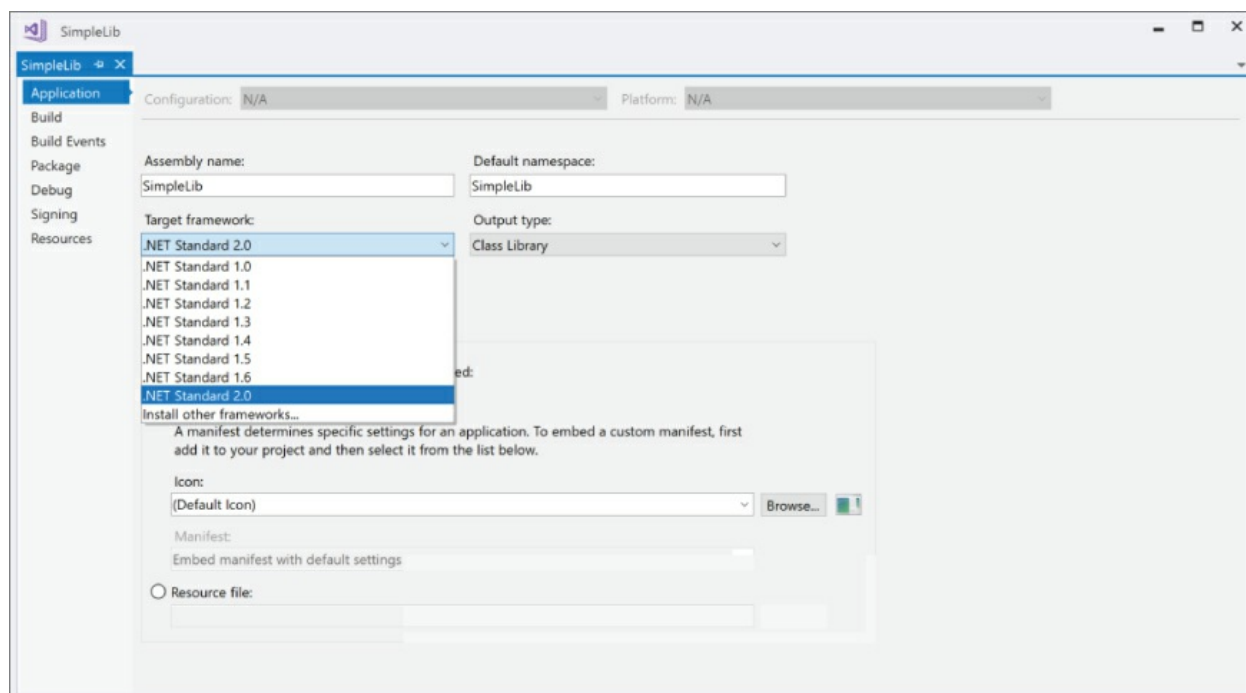 SimpleLib
SimpleLib
Application
Build
Build Events
Package
Debug
Signing
Resources
Configuration: N/A
Platform: N/A
Assembly name:
SimpleLib
Default namespace:
SimpleLib
Target framework:
.NET Standard 2.0
Output type:
Class Library
.NET Standard 1.0
.NET Standard 1.1
.NET Standard 1.2
.NET Standard 1.3
.NET Standard 1.4
.NET Standard 1.5
.NET Standard 1.6
.NET Standard 2.0
Install other frameworks...
ed:
A manifest determines specific settings for an application. To embed a custom manifest, first
add it to your project and then select it from the list below.
Icon:
(Default Icon)
Browse...
Manifest:
Embed manifest with default settings
Resource file: